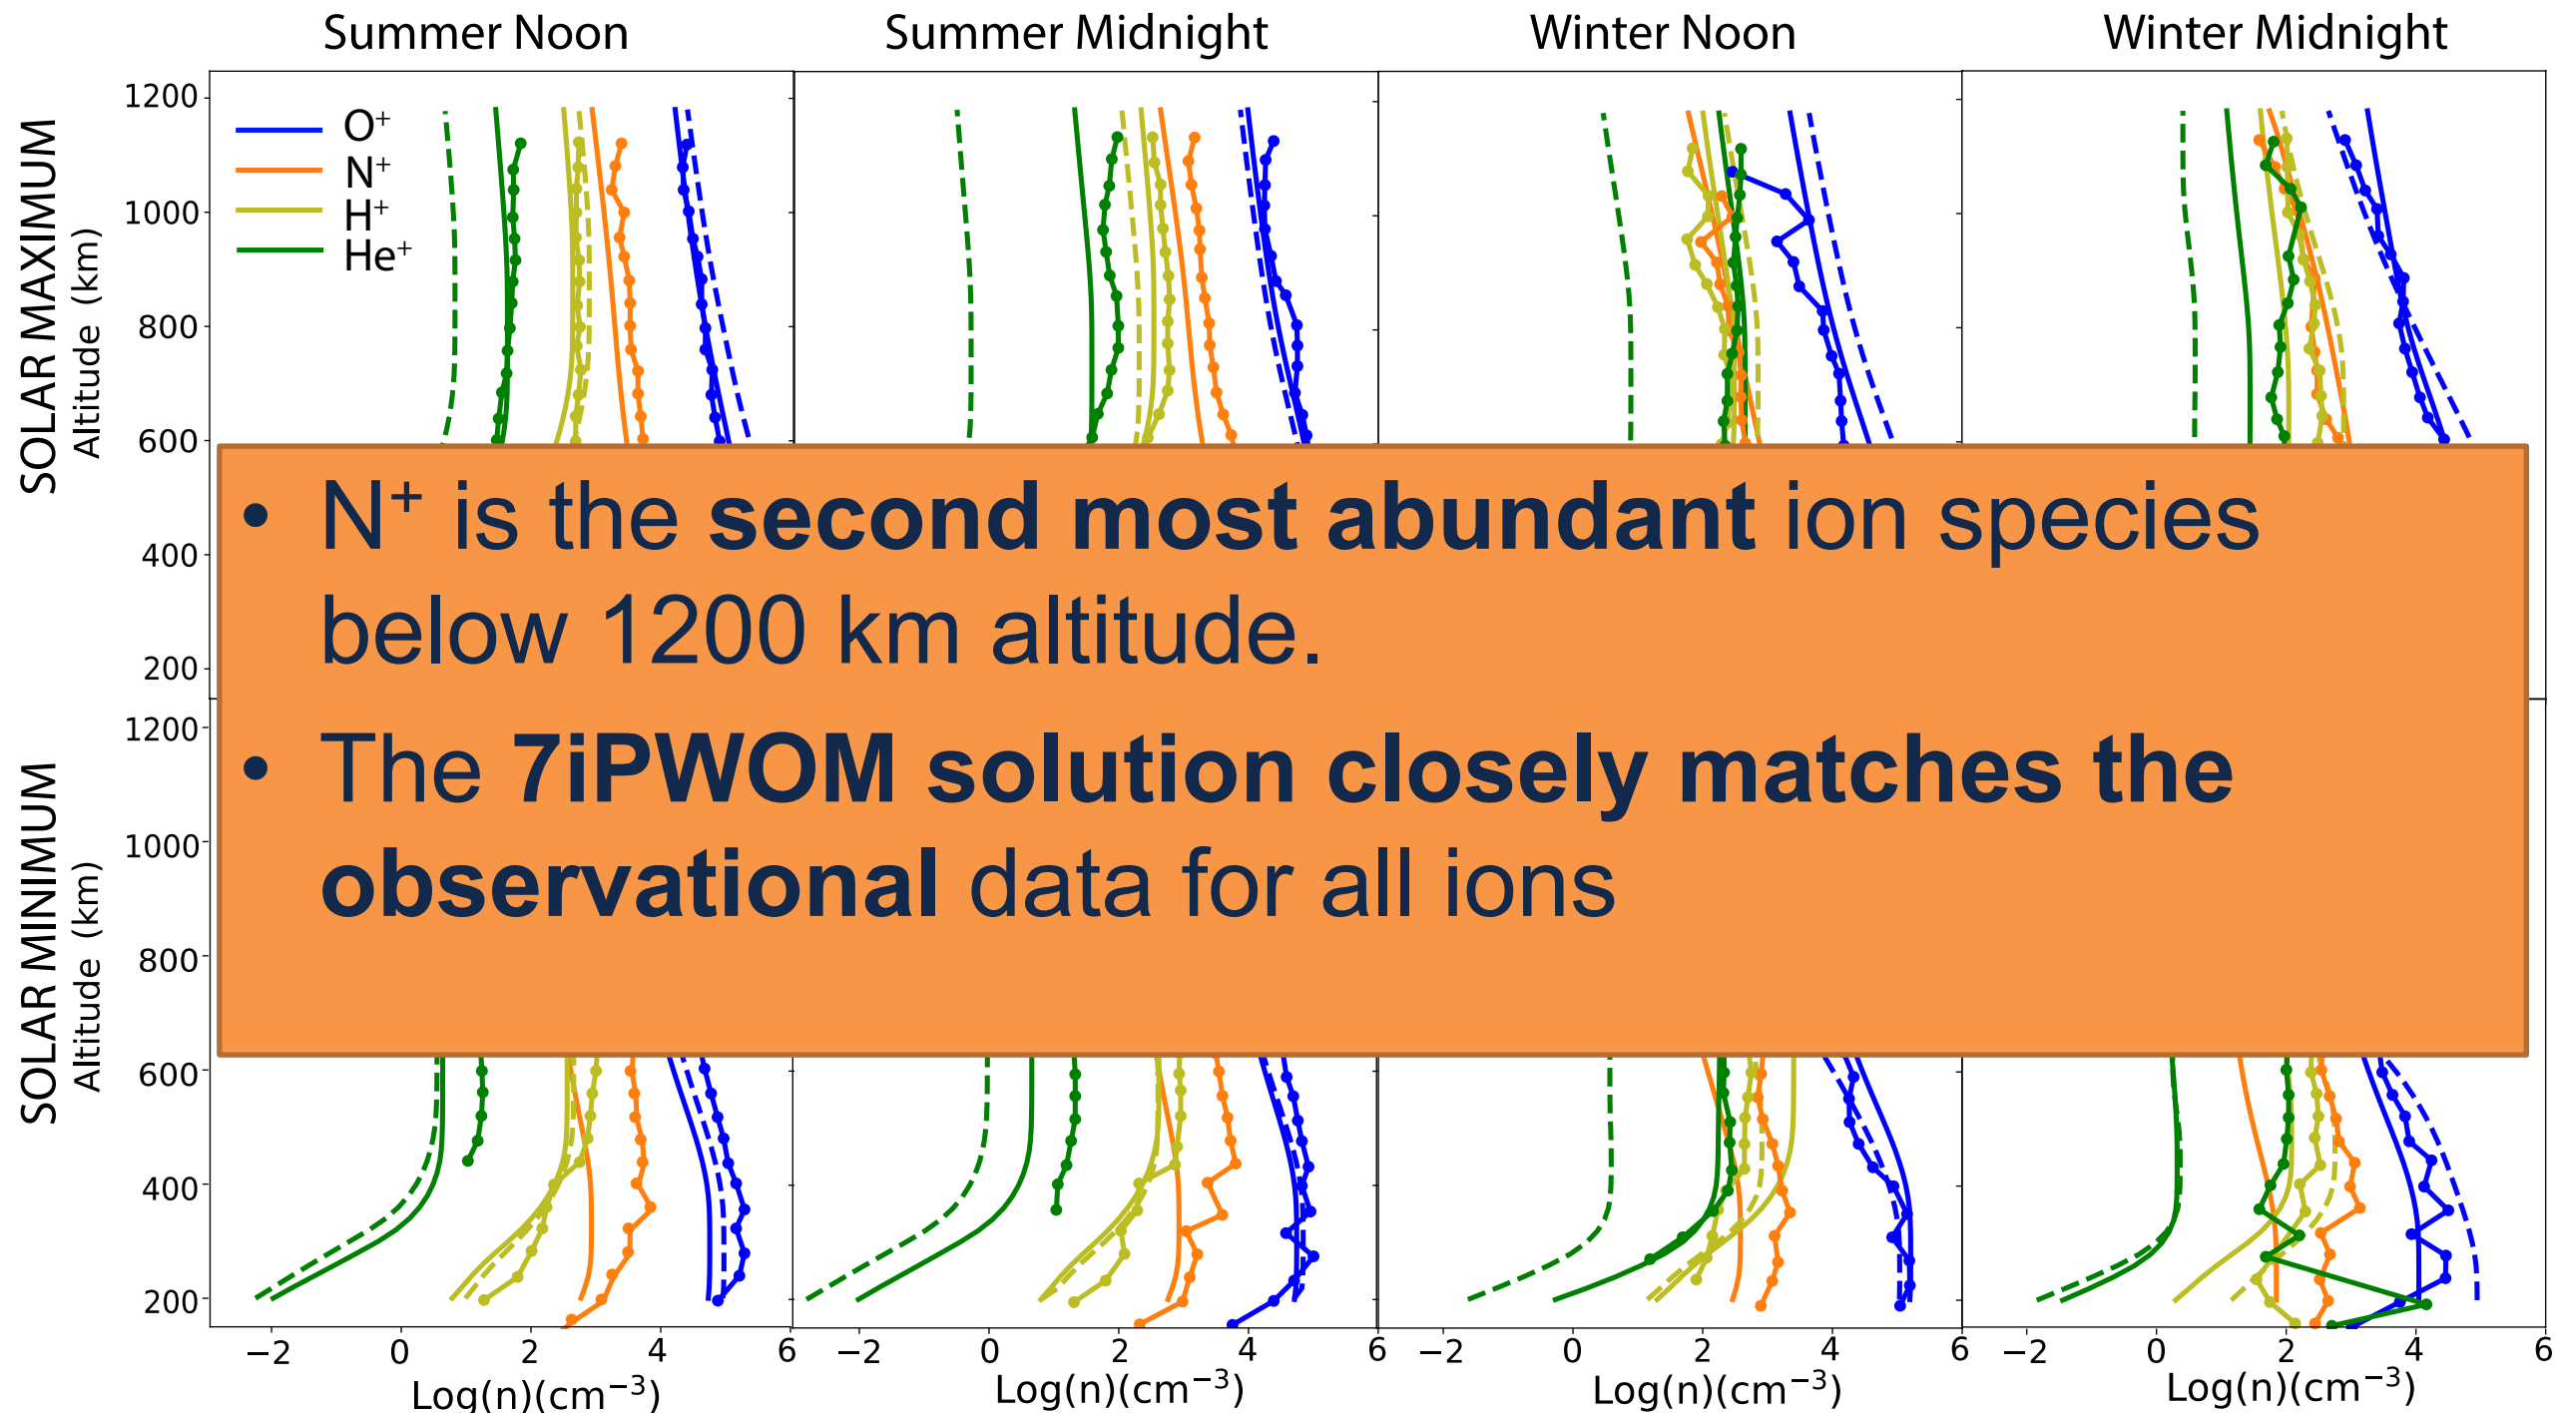 Summer Noon Summer Midnight Winter Noon Winter Midnight
SOLAR MAXIMUM
Altitude (km)
1200
1000
800
600
400
200
O⁺
N⁺
H⁺
He⁺
• N⁺ is the second most abundant ion species
below 1200 km altitude.
• The 7iPWOM solution closely matches the
observational data for all ions
SOLAR MINIMUM
Altitude (km)
1200
1000
800
600
400
200
−2 0 2 4 6 −2 0 2 4 6 −2 0 2 4 6 −2 0 2 4 6
Log(n)(cm⁻³) Log(n)(cm⁻³) Log(n)(cm⁻³) Log(n)(cm⁻³)